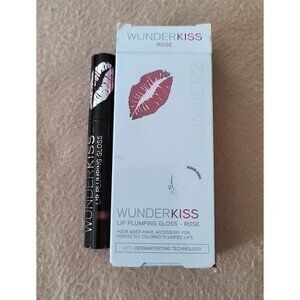 WUNDERKISS
ROSE
WUNDER2
WUNDERKISS
LIP PLUMPING GLOSS - ROSE
YOUR MUST-HAVE ACCESSORY FOR
PERFECTLY COLORED PLUMPED LIPS
WITH DERMAPORTING TECHNOLOGY
WUNDERKISS
LIP PLUMPING GLOSS